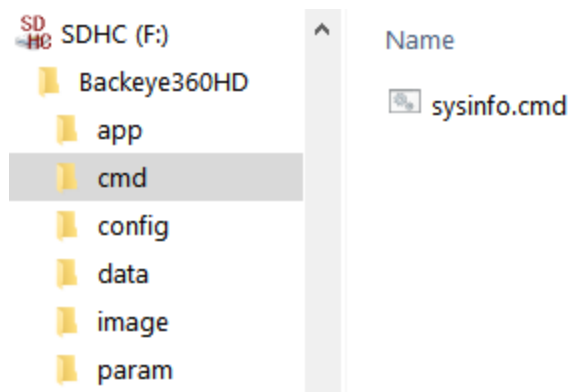 SD
HC
SDHC (F:)
Backeye360HD
app
cmd
config
data
image
param
Name
sysinfo.cmd